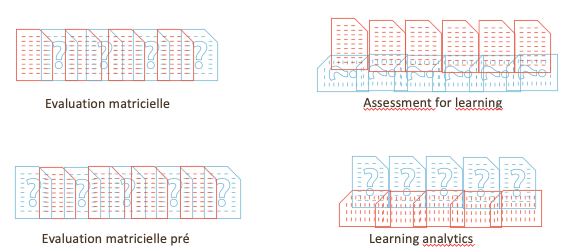 Evaluation matricielle
Assessment for learning
Evaluation matricielle pré
Learning analytics